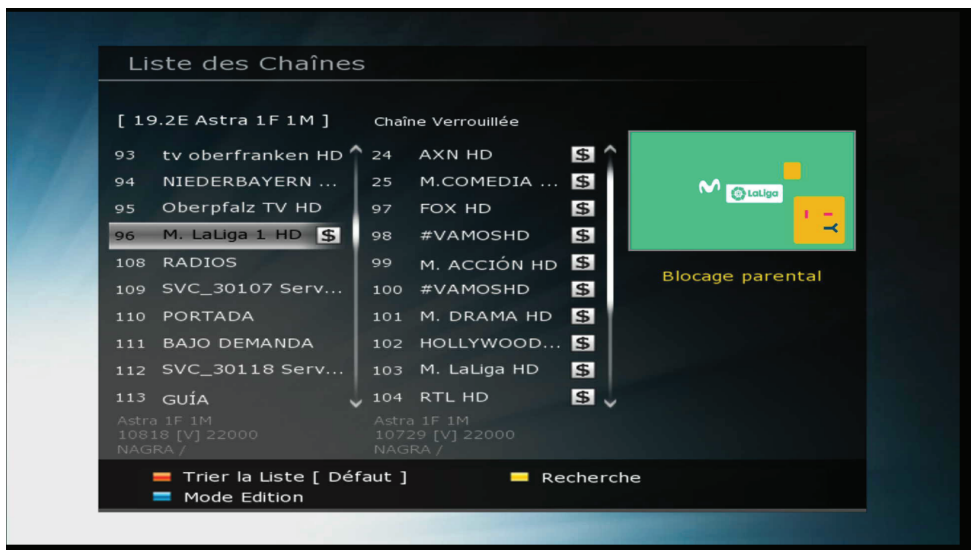 Liste des Chaînes
[ 19.2E Astra 1F 1M ]
93 tv oberfranken HD
94 NIEDERBAYERN ...
95 Oberpfalz TV HD
96 M. LaLiga 1 HD $
108 RADIOS
109 SVC_30107 Serv...
110 PORTADA
111 BAJO DEMANDA
112 SVC_30118 Serv...
113 GUÍA
Astra 1F 1M
10818 [V] 22000
NAGRA /
Chaîne Verrouillée
24 AXN HD $
25 M.COMEDIA ... $
97 FOX HD $
98 #VAMOSHD $
99 M. ACCIÓN HD $
100 #VAMOSHD $
101 M. DRAMA HD $
102 HOLLYWOOD... $
103 M. LaLiga HD $
104 RTL HD $
Astra 1F 1M
10729 [V] 22000
NAGRA /
LaLiga
Blocage parental
Trier la Liste [ Défaut ]
Recherche
Mode Edition